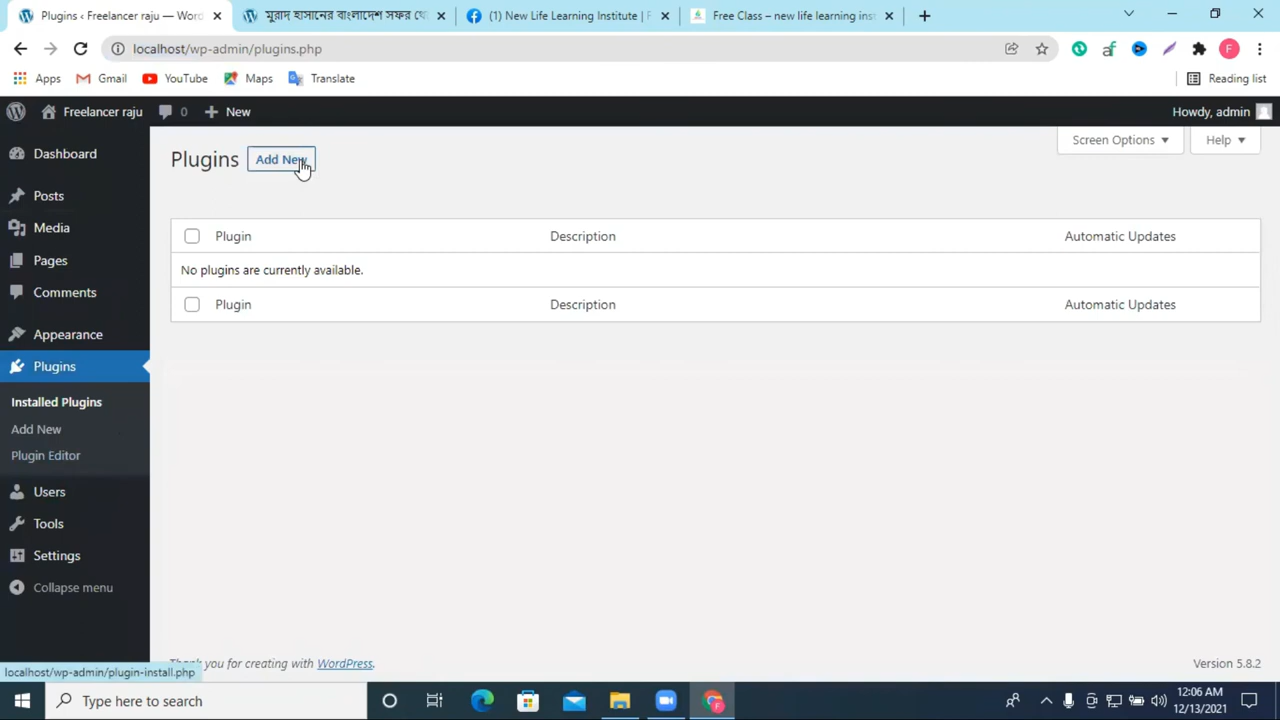 Plugins ‹ Freelancer raju — Word
মুরাদ হাসানের বাংলাদেশ সফর থে
(1) New Life Learning Institute | F
Free Class – new life learning inst
localhost/wp-admin/plugins.php
F
Apps
Gmail
YouTube
Maps
Translate
Reading list
Freelancer raju
0
New
Howdy, admin
Dashboard
Posts
Media
Pages
Comments
Appearance
Plugins
Installed Plugins
Add New
Plugin Editor
Users
Tools
Settings
Collapse menu
Screen Options
Help
Plugins
Add New
Plugin Description Automatic Updates
No plugins are currently available.
Plugin Description Automatic Updates
Thank you for creating with WordPress.
Version 5.8.2
localhost/wp-admin/plugin-install.php
Type here to search
12:06 AM
12/13/2021